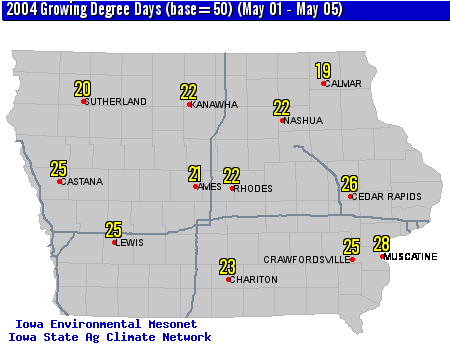 2004 Growing Degree Days (base=50) (May 01 - May 05)
19
CALMAR
20
SUTHERLAND
22
KANAWHA
22
NASHUA
25
CASTANA
21
AMES
22
RHODES
26
CEDAR RAPIDS
25
LEWIS
25
CRAWFORDSVILLE
28
MUSCATINE
23
CHARITON
Iowa Environmental Mesonet
Iowa State Ag Climate Network